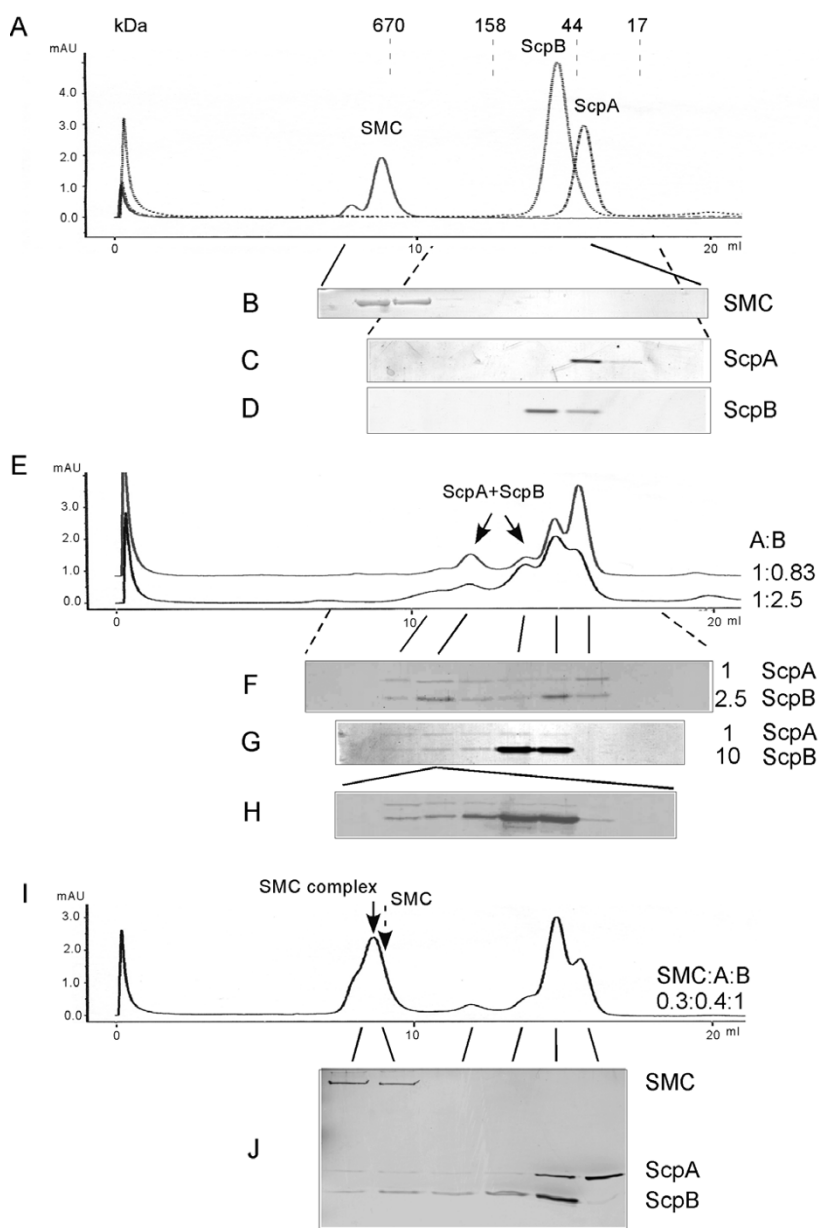 A
kDa 670 158 44 17
mAU
ScpB
ScpA
SMC
4.0
3.0
2.0
1.0
0.0
0 10 20 ml
B SMC
C ScpA
D ScpB
E
mAU
ScpA+ScpB
3.0
2.0
1.0
0.0
A:B
1:0.83
1:2.5
0 10 20 ml
F 1 ScpA
2.5 ScpB
G 1 ScpA
10 ScpB
H
I
mAU
SMC complex
SMC
3.0
2.0
1.0
0.0
SMC:A:B
0.3:0.4:1
0 10 20 ml
SMC
J
ScpA
ScpB